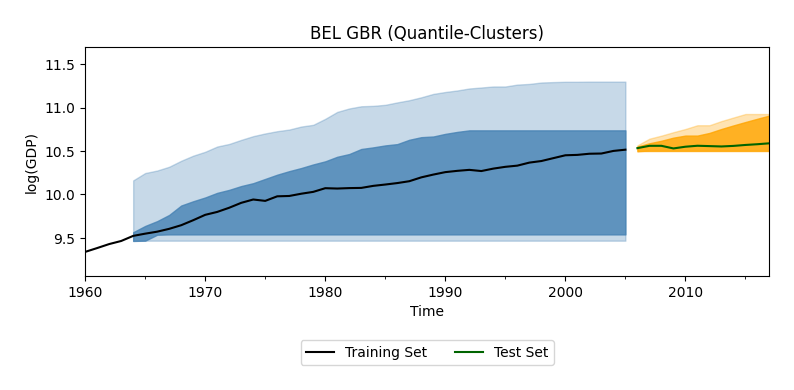 BEL GBR (Quantile-Clusters)
11.5
11.0
10.5
10.0
9.5
log(GDP)
1960 1970 1980 1990 2000 2010
Time
Training Set Test Set